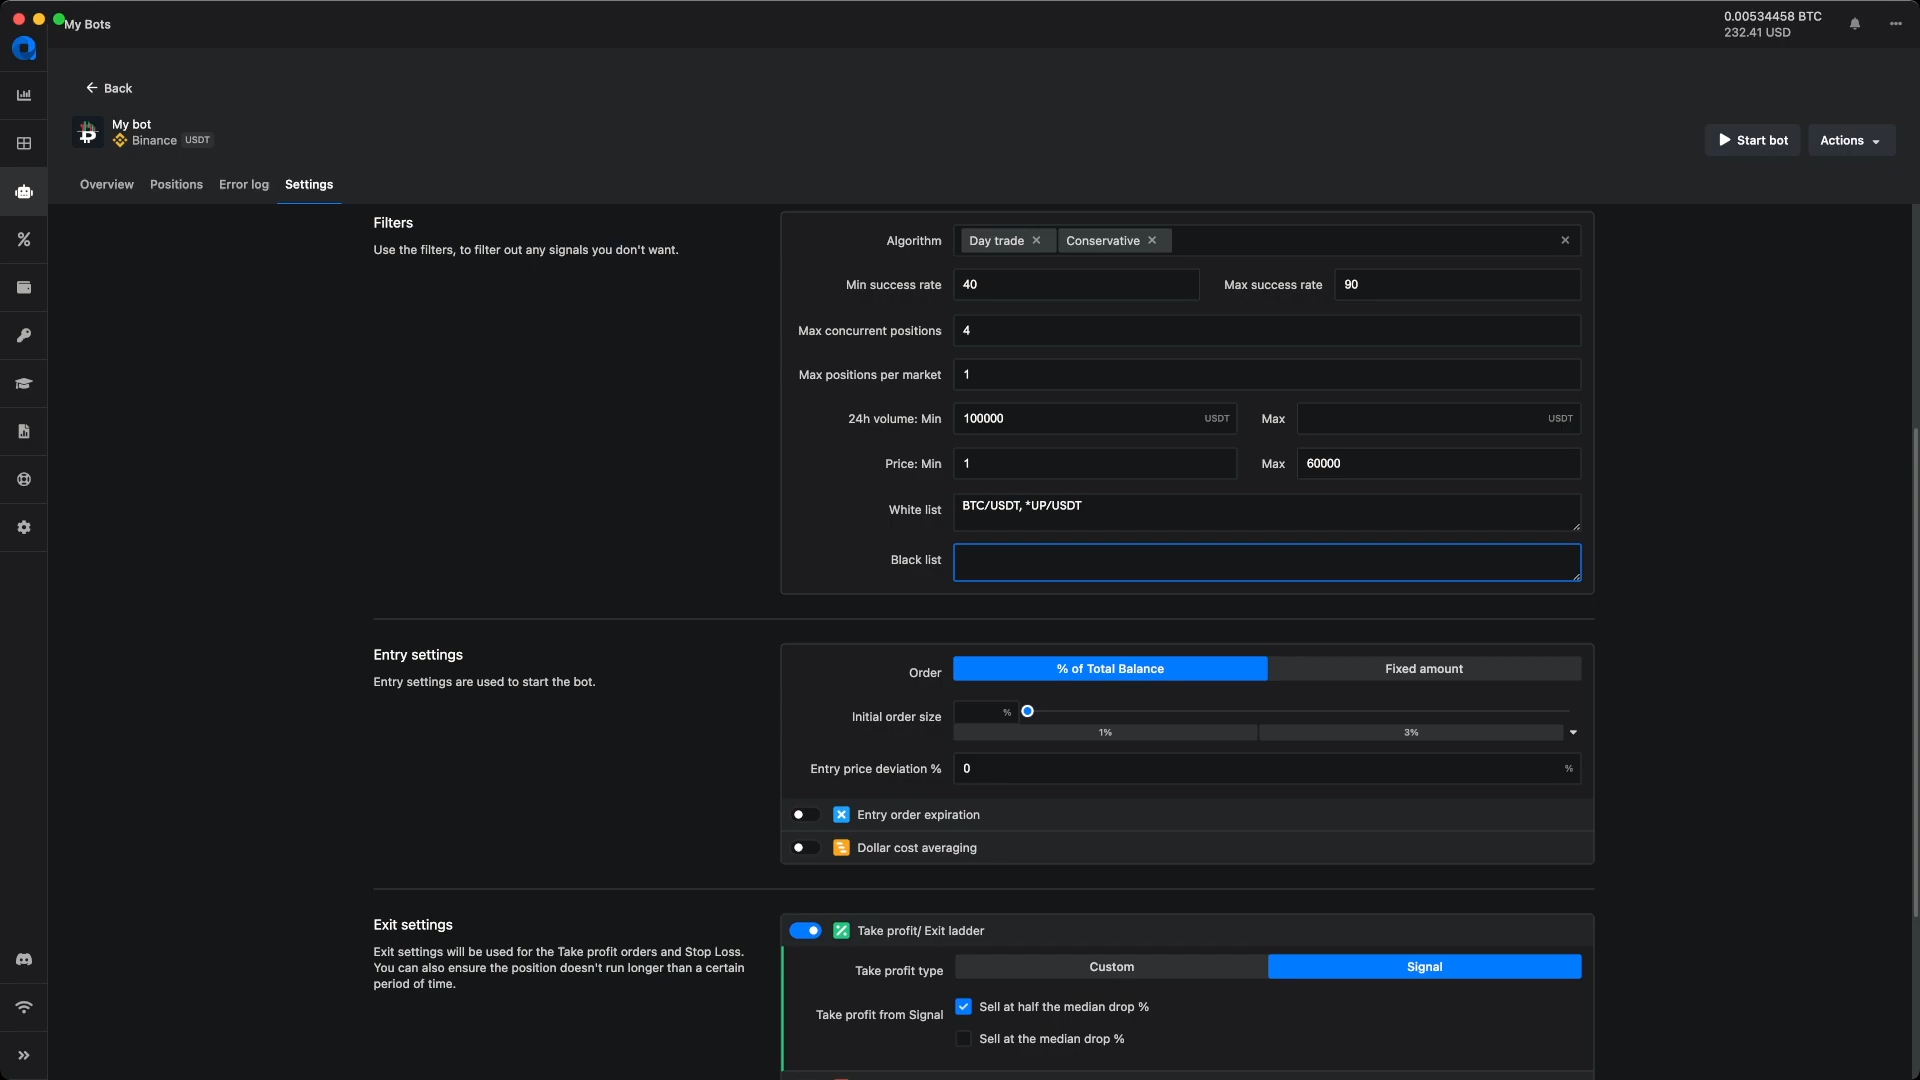 My Bots
0.00534458 BTC
232.41 USD
Back
My bot
Binance USDT
Start bot
Actions
Overview Positions Error log Settings
Filters
Use the filters, to filter out any signals you don't want.
Algorithm Day trade Conservative
Min success rate 40 Max success rate 90
Max concurrent positions 4
Max positions per market 1
24h volume: Min 100000 USDT Max USDT
Price: Min 1 Max 60000
White list BTC/USDT, *UP/USDT
Black list
Entry settings
Entry settings are used to start the bot.
Order % of Total Balance Fixed amount
Initial order size %
1% 3%
Entry price deviation % 0 %
Entry order expiration
Dollar cost averaging
Exit settings
Exit settings will be used for the Take profit orders and Stop Loss.
You can also ensure the position doesn't run longer than a certain
period of time.
Take profit/ Exit ladder
Take profit type Custom Signal
Take profit from Signal Sell at half the median drop %
Sell at the median drop %